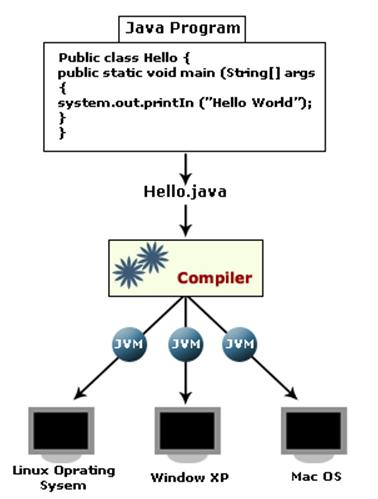 Java Program
Public class Hello {
public static void main (String[] args
{
system.out.printIn ("Hello World");
}
}
Hello.java
Compiler
JVM JVM JVM
Linux Oprating
Sysem
Window XP
Mac OS